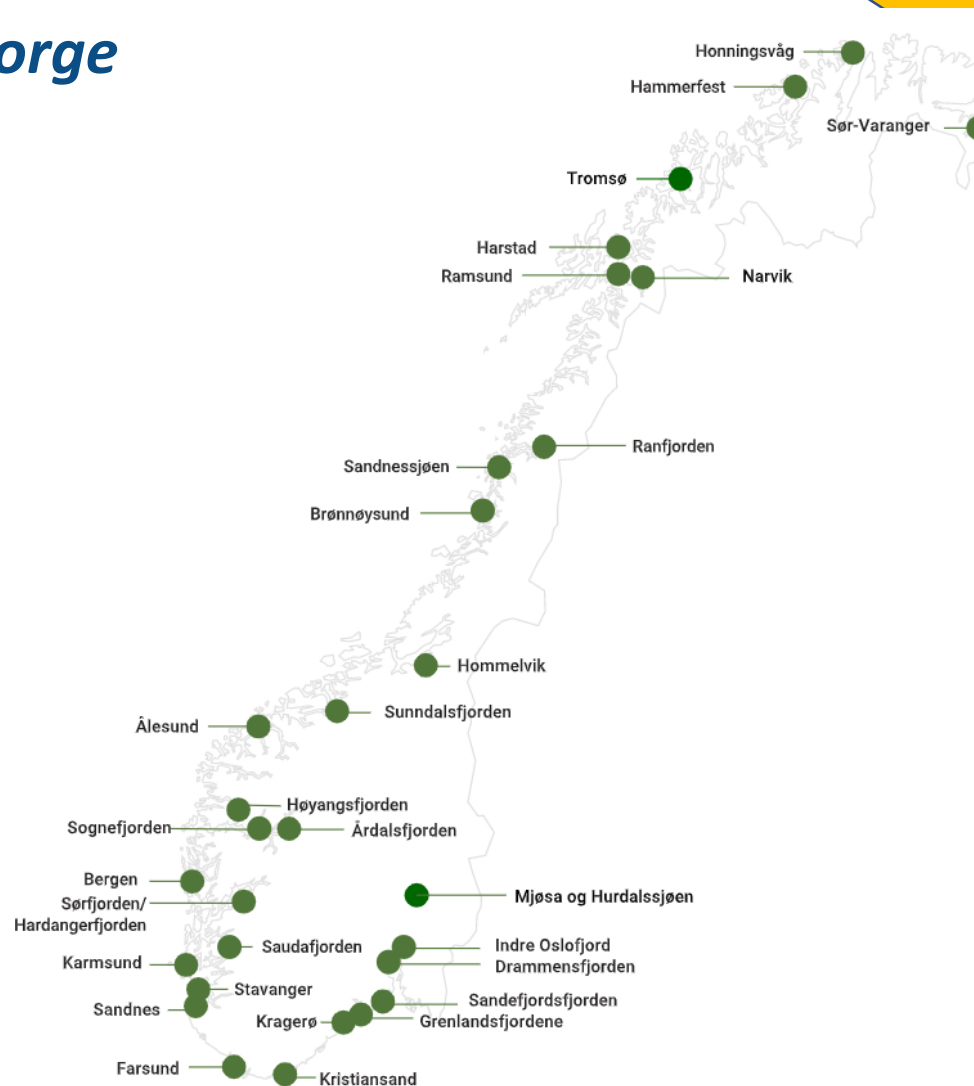 orge
Honningsvåg
Hammerfest
Sør-Varanger
Tromsø
Harstad
Ramsund
Narvik
Ranfjorden
Sandnessjøen
Brønnøysund
Hommelvik
Sunndalsfjorden
Ålesund
Høyangsfjorden
Sognefjorden
Årdalsfjorden
Bergen
Mjøsa og Hurdalssjøen
Sørfjorden/
Hardangerfjorden
Indre Oslofjord
Saudafjorden
Karmsund
Drammensfjorden
Stavanger
Sandefjordsfjorden
Sandnes
Kragerø
Grenlandsfjordene
Farsund
Kristiansand